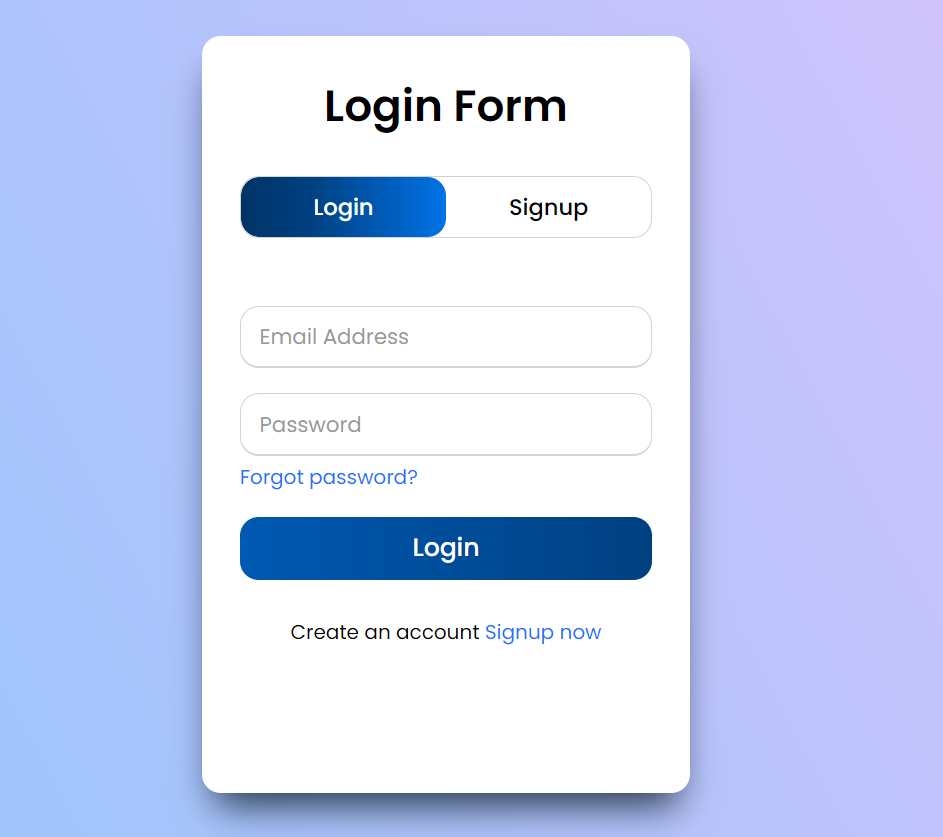 Login Form
Login Signup
Email Address
Password
Forgot password?
Login
Create an account Signup now